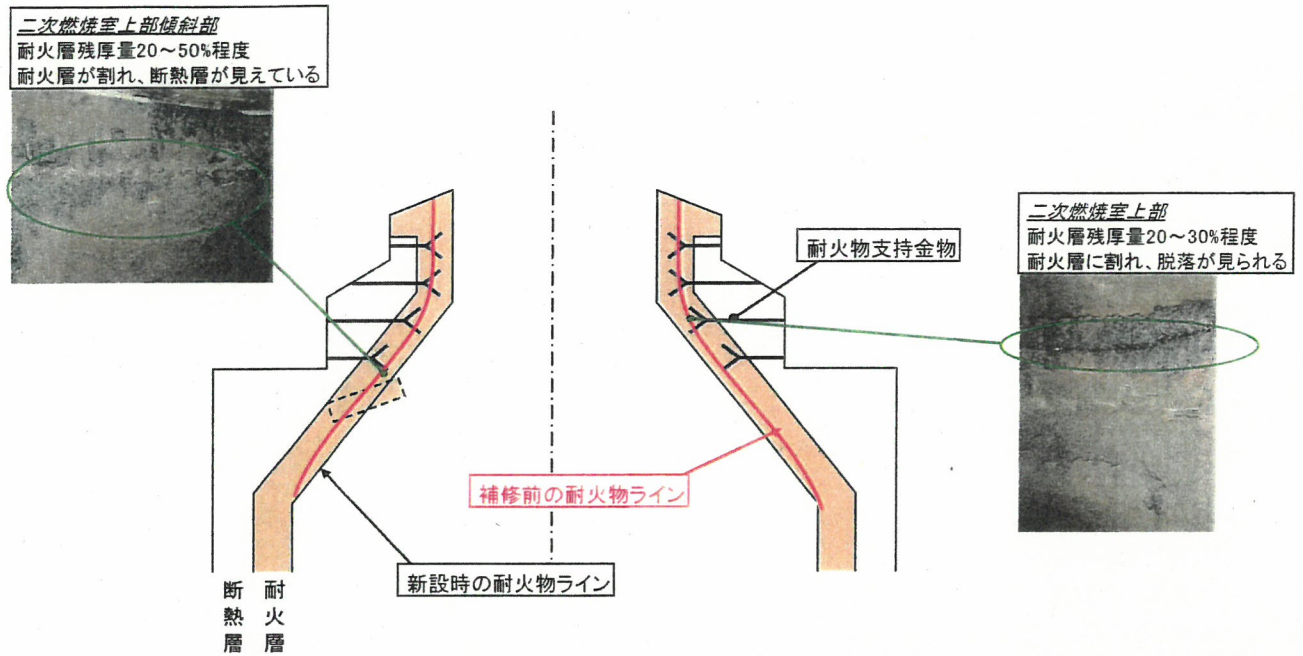 二次燃焼室上部傾斜部
耐火層残厚量20～50%程度
耐火層が割れ、断熱層が見えている
二次燃焼室上部
耐火層残厚量20～30%程度
耐火層に割れ、脱落が見られる
耐火物支持金物
補修前の耐火物ライン
新設時の耐火物ライン
断熱層
耐火層